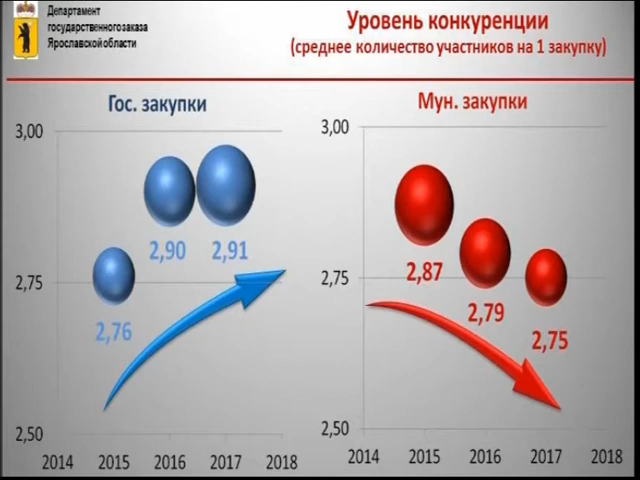 Департамент
государственного заказа
Ярославской области
Уровень конкуренции
(среднее количество участников на 1 закупку)
Гос. закупки
3,00
2,90
2,91
2,75
2,76
2,50
2014 2015 2016 2017 2018
Мун. закупки
3,00
2,87
2,75
2,79
2,75
2,50
2014 2015 2016 2017 2018